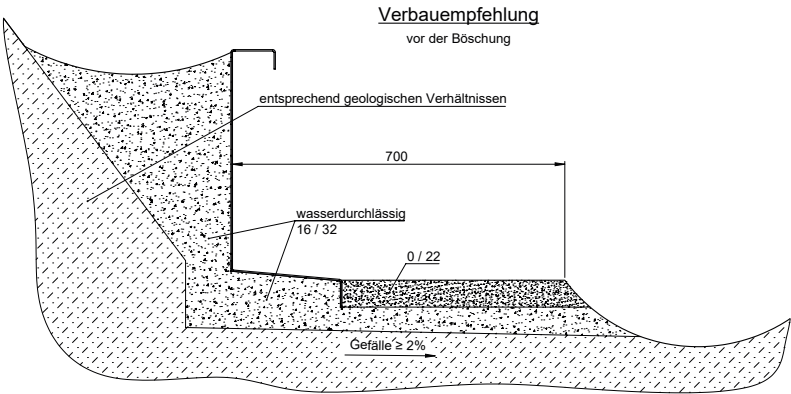 Verbauempfehlung
vor der Böschung
entsprechend geologischen Verhältnissen
700
wasserdurchlässig
16 / 32
0 / 22
Gefälle ≥ 2%